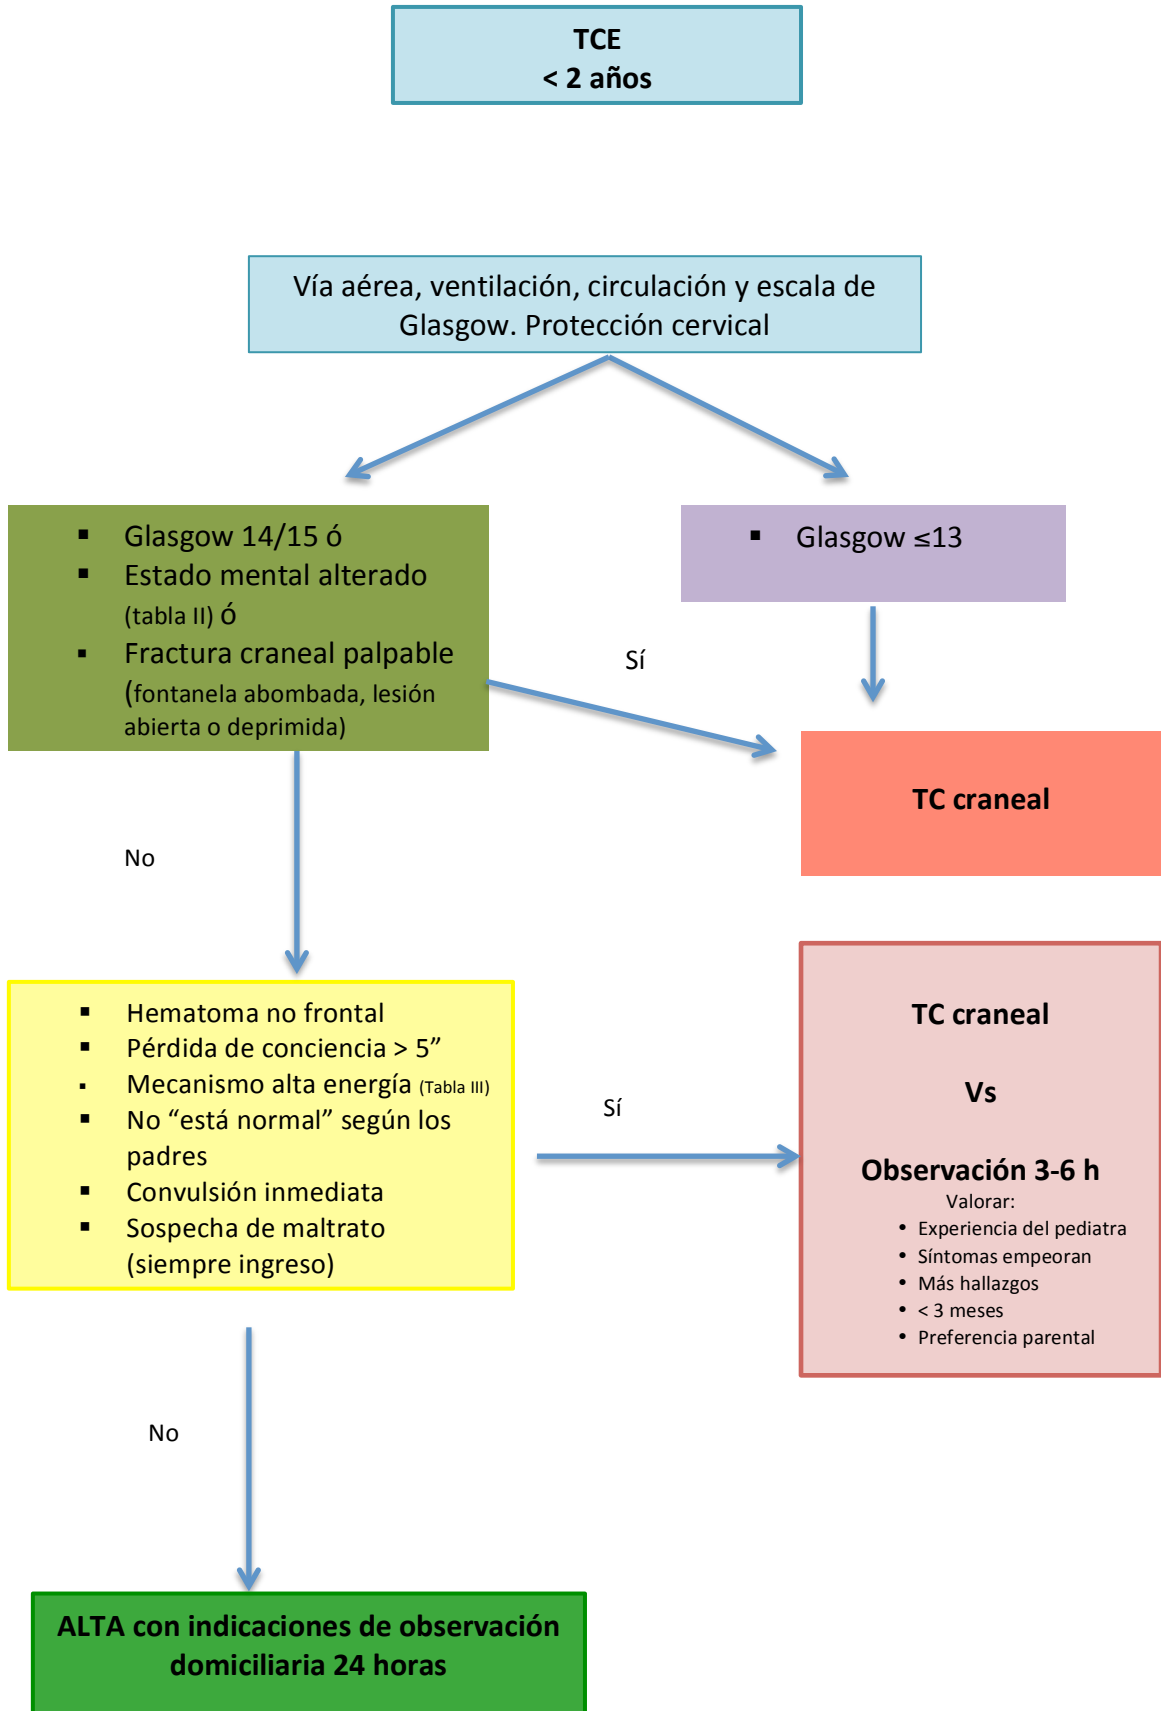 TCE
< 2 años
Vía aérea, ventilación, circulación y escala de
Glasgow. Protección cervical
▪ Glasgow 14/15 ó
▪ Estado mental alterado
(tabla II) ó
▪ Fractura craneal palpable
(fontanela abombada, lesión
abierta o deprimida)
▪ Glasgow ≤13
Sí
TC craneal
No
▪ Hematoma no frontal
▪ Pérdida de conciencia > 5”
▪ Mecanismo alta energía (Tabla III)
▪ No “está normal” según los
padres
▪ Convulsión inmediata
▪ Sospecha de maltrato
(siempre ingreso)
Sí
TC craneal
Vs
Observación 3-6 h
Valorar:
• Experiencia del pediatra
• Síntomas empeoran
• Más hallazgos
• < 3 meses
• Preferencia parental
No
ALTA con indicaciones de observación
domiciliaria 24 horas